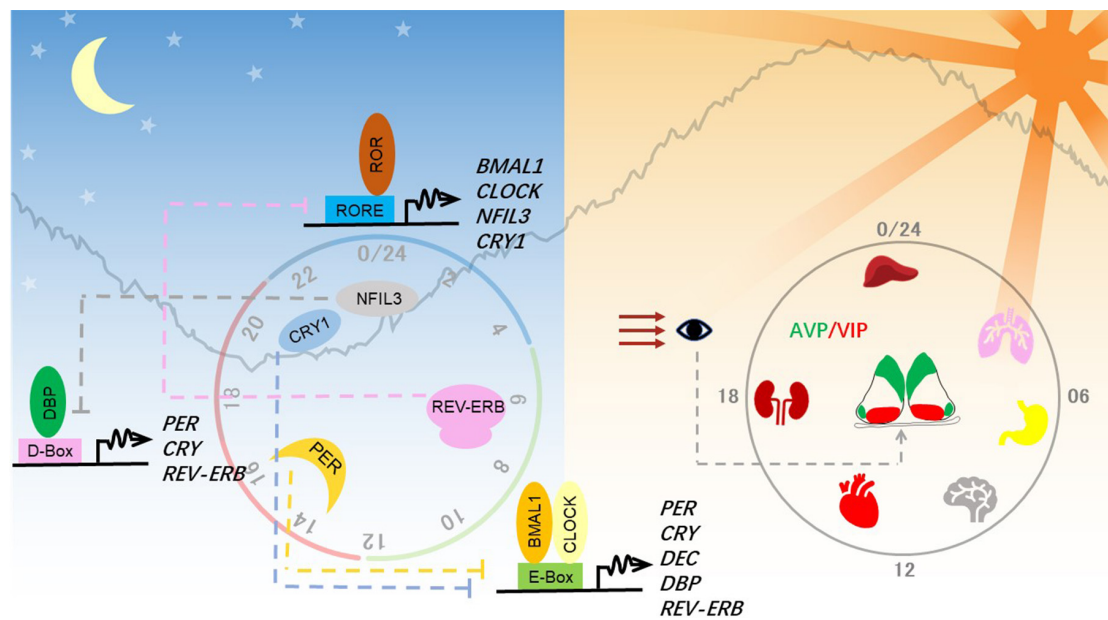 ROR
RORE
BMAL1
CLOCK
NFIL3
CRY1
0/24
22
20
18
16
14
12
10
8
6
4
NFIL3
CRY1
REV-ERB
PER
DBP
D-Box
PER
CRY
REV-ERB
BMAL1
CLOCK
E-Box
PER
CRY
DEC
DBP
REV-ERB
0/24
AVP/VIP
18
06
12